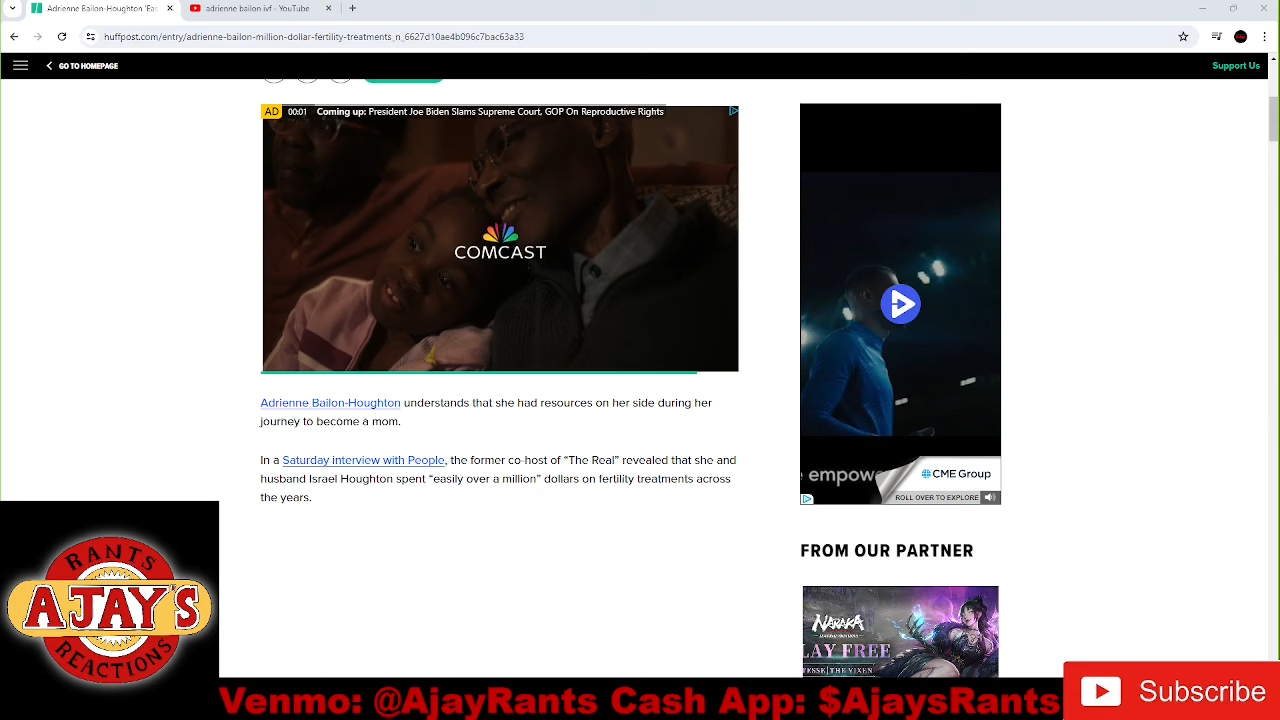 Adrienne Bailon-Houghton 'Eas
adrienne bailon ivf - YouTube
huffpost.com/entry/adrienne-bailon-million-dollar-fertility-treatments_n_6627d10ae4b096c7bac63a33
GO TO HOMEPAGE
Support Us
AD 00:01 Coming up: President Joe Biden Slams Supreme Court, GOP On Reproductive Rights
COMCAST
Adrienne Bailon-Houghton understands that she had resources on her side during her
journey to become a mom.
In a Saturday interview with People, the former co-host of “The Real” revealed that she and
husband Israel Houghton spent “easily over a million” dollars on fertility treatments across
the years.
empow
CME Group
ROLL OVER TO EXPLORE
FROM OUR PARTNER
NARAKA
LAY FREE
TESSE THE VIXEN
RANTS
AJAY'S
REACTIONS
Venmo: @AjayRants Cash App: $AjaysRants
Subscribe